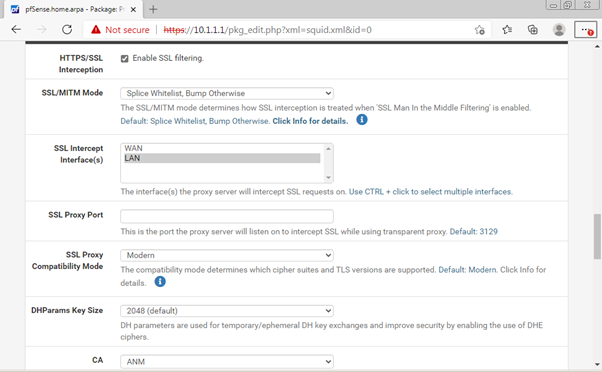 pfSense.home.arpa - Package: P
Not secure | https://10.1.1.1/pkg_edit.php?xml=squid.xml&id=0
HTTPS/SSL Interception
Enable SSL filtering.
SSL/MITM Mode
Splice Whitelist, Bump Otherwise
The SSL/MITM mode determines how SSL interception is treated when 'SSL Man In the Middle Filtering' is enabled.
Default: Splice Whitelist, Bump Otherwise. Click Info for details.
SSL Intercept Interface(s)
WAN
LAN
The interface(s) the proxy server will intercept SSL requests on. Use CTRL + click to select multiple interfaces.
SSL Proxy Port
This is the port the proxy server will listen on to intercept SSL while using transparent proxy. Default: 3129
SSL Proxy Compatibility Mode
Modern
The compatibility mode determines which cipher suites and TLS versions are supported. Default: Modern. Click Info for
details.
DHParams Key Size
2048 (default)
DH parameters are used for temporary/ephemeral DH key exchanges and improve security by enabling the use of DHE
ciphers.
CA
ANM